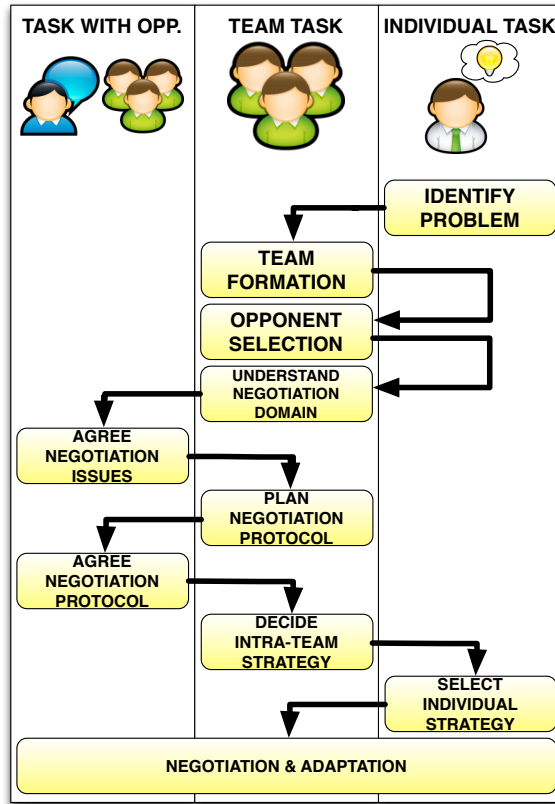 TASK WITH OPP.
TEAM TASK
INDIVIDUAL TASK
IDENTIFY
PROBLEM
TEAM
FORMATION
OPPONENT
SELECTION
UNDERSTAND
NEGOTIATION
DOMAIN
AGREE
NEGOTIATION
ISSUES
PLAN
NEGOTIATION
PROTOCOL
AGREE
NEGOTIATION
PROTOCOL
DECIDE
INTRA-TEAM
STRATEGY
SELECT
INDIVIDUAL
STRATEGY
NEGOTIATION & ADAPTATION